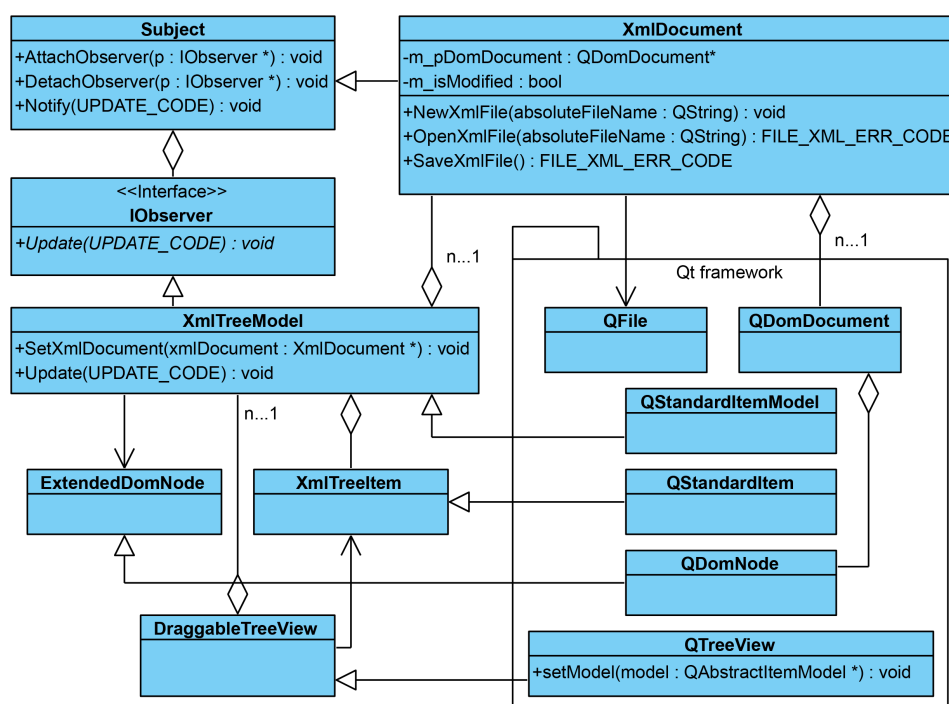 Subject
+AttachObserver(p : IObserver *) : void
+DetachObserver(p : IObserver *) : void
+Notify(UPDATE_CODE) : void
XmlDocument
-m_pDomDocument : QDomDocument*
-m_isModified : bool
+NewXmlFile(absoluteFileName : QString) : void
+OpenXmlFile(absoluteFileName : QString) : FILE_XML_ERR_CODE
+SaveXmlFile() : FILE_XML_ERR_CODE
<<Interface>>
IObserver
+Update(UPDATE_CODE) : void
n...1
n...1
Qt framework
XmlTreeModel
+SetXmlDocument(xmlDocument : XmlDocument *) : void
+Update(UPDATE_CODE) : void
QFile
QDomDocument
n...1
QStandardItemModel
ExtendedDomNode
XmlTreeItem
QStandardItem
QDomNode
DraggableTreeView
QTreeView
+setModel(model : QAbstractItemModel *) : void